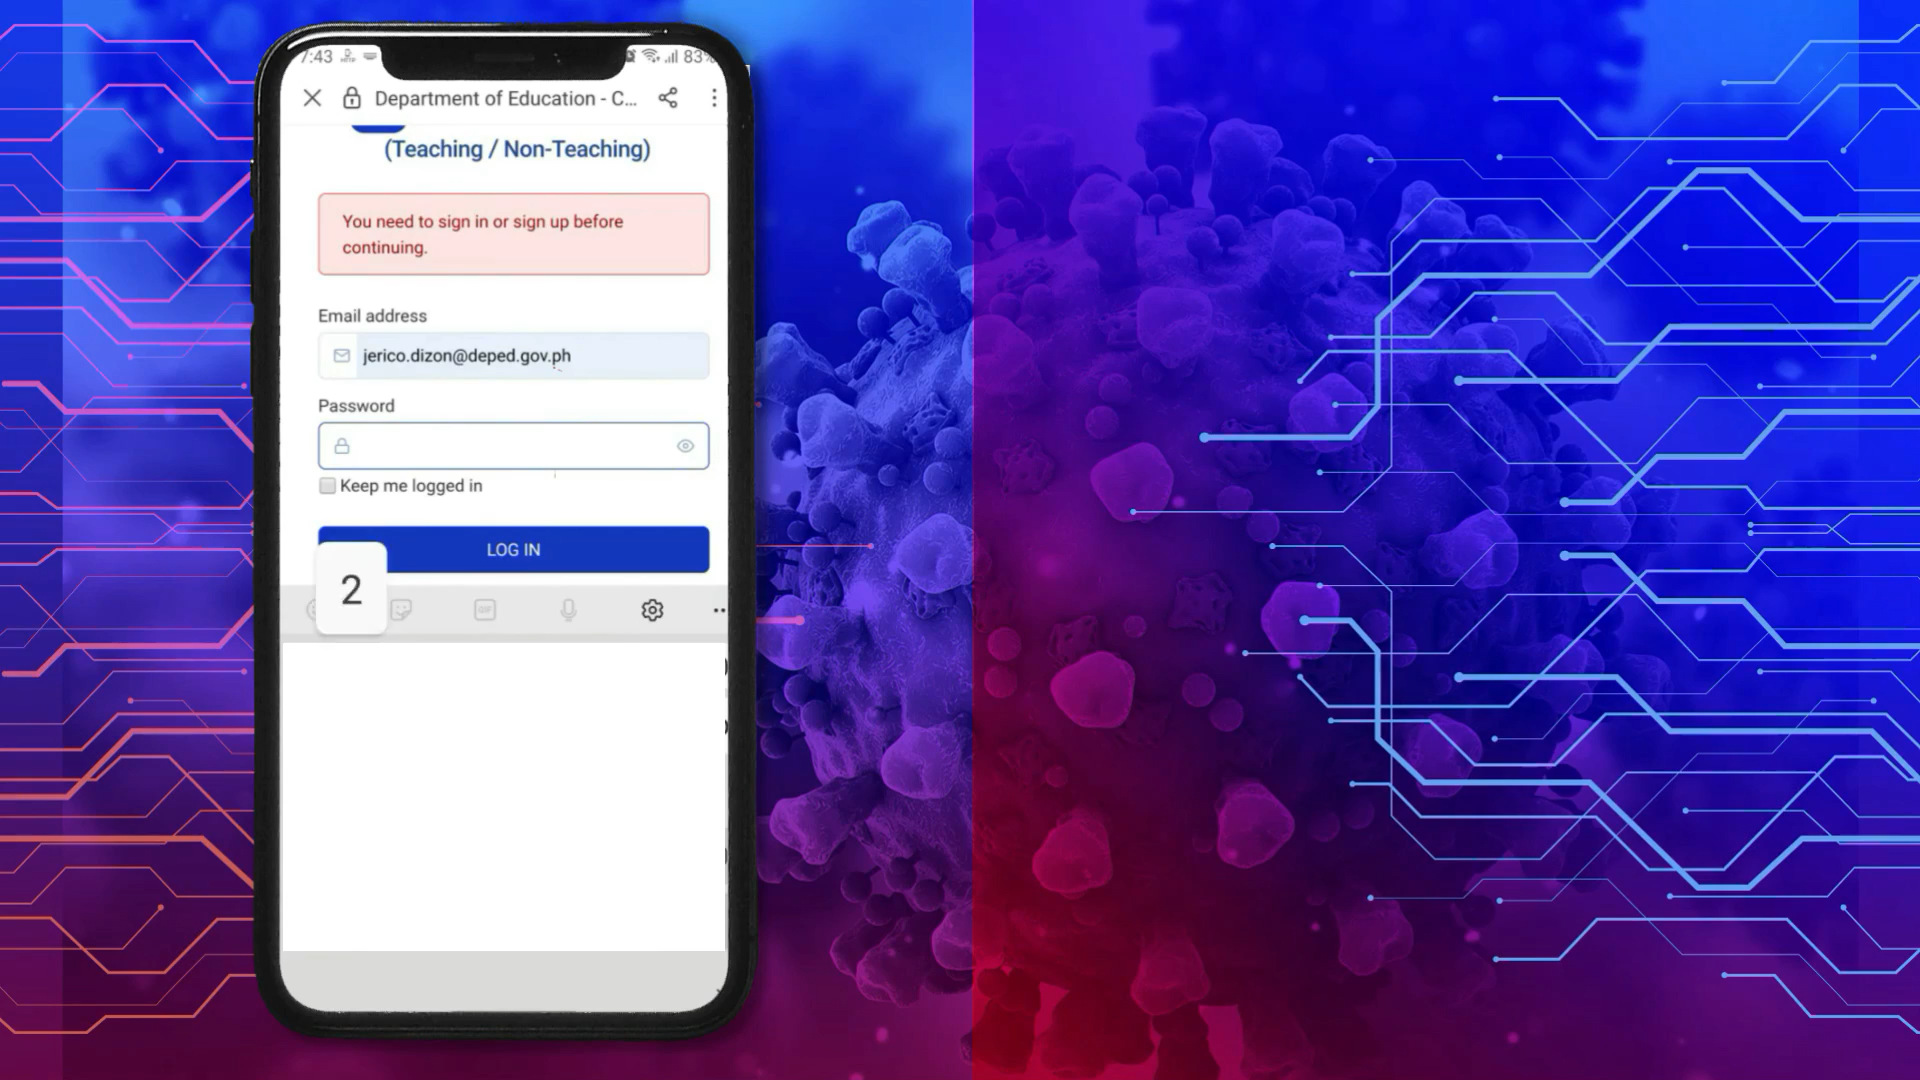 7:43
83%
Department of Education - C...
(Teaching / Non-Teaching)
You need to sign in or sign up before
continuing.
Email address
jerico.dizon@deped.gov.ph
Password
Keep me logged in
LOG IN
2
GIF